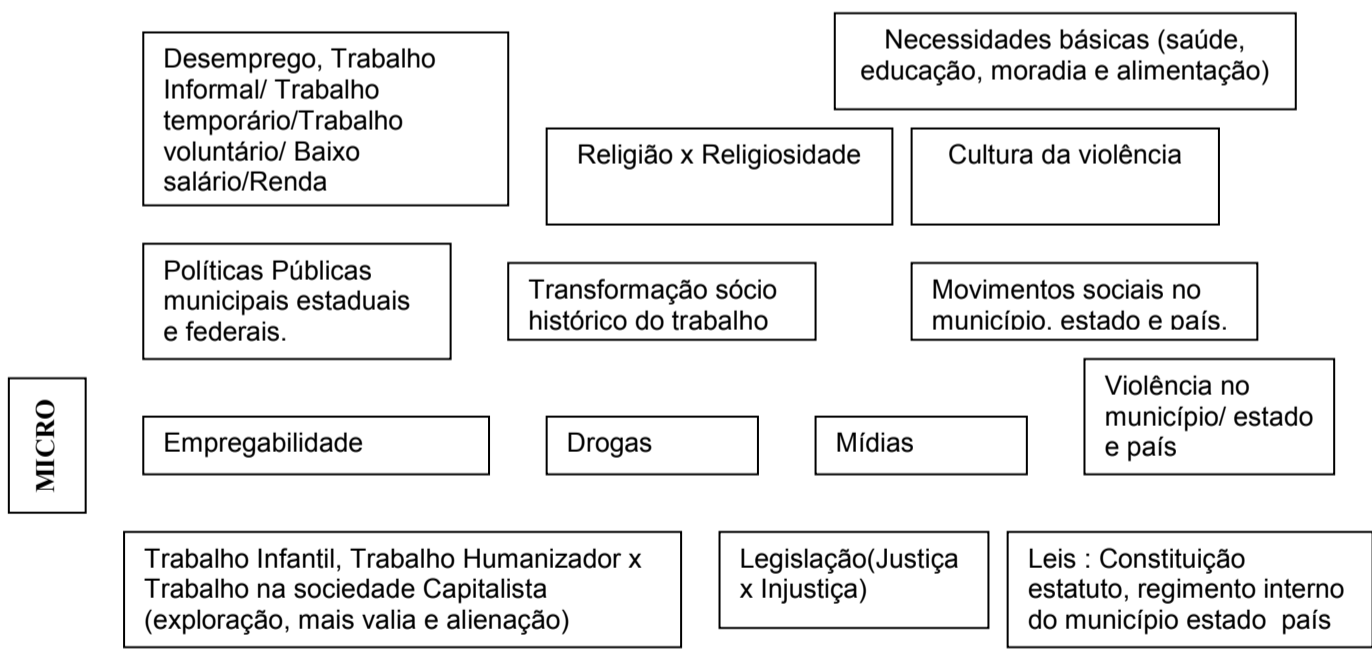 Desemprego, Trabalho
Informal/ Trabalho
temporário/Trabalho
voluntário/ Baixo
salário/Renda
Necessidades básicas (saúde,
educação, moradia e alimentação)
Religião x Religiosidade
Cultura da violência
Políticas Públicas
municipais estaduais
e federais.
Transformação sócio
histórico do trabalho
Movimentos sociais no
município, estado e país.
MICRO
Empregabilidade
Drogas
Mídias
Violência no
município/ estado
e país
Trabalho Infantil, Trabalho Humanizador x
Trabalho na sociedade Capitalista
(exploração, mais valia e alienação)
Legislação(Justiça
x Injustiça)
Leis : Constituição
estatuto, regimento interno
do município estado  país